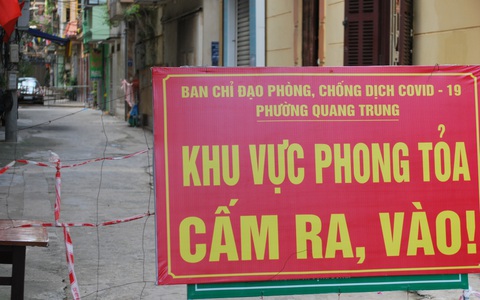 BAN CHỈ ĐẠO PHÒNG, CHỐNG DỊCH COVID - 19
PHƯỜNG QUANG TRUNG
KHU VỰC PHONG TỎA
CẤM RA, VÀO!